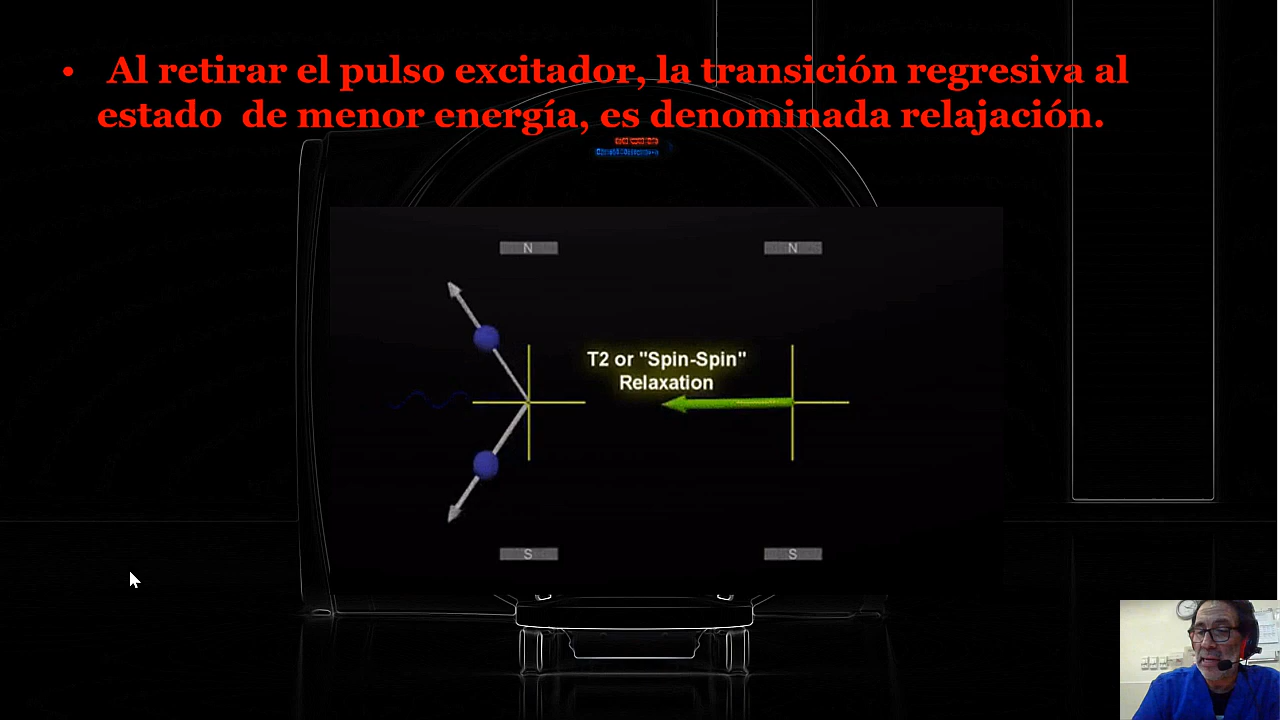 • Al retirar el pulso excitador, la transición regresiva al
estado de menor energía, es denominada relajación.
N N
T2 or "Spin-Spin"
Relaxation
S S